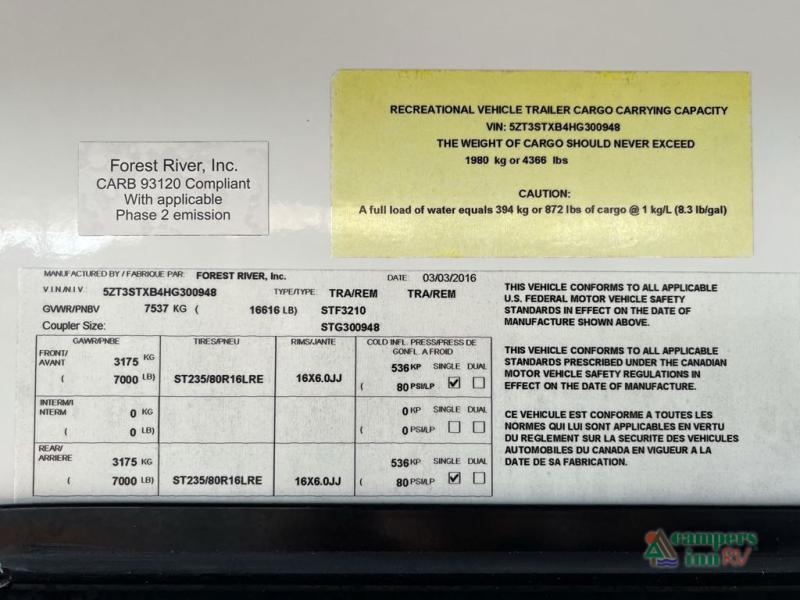 RECREATIONAL VEHICLE TRAILER CARGO CARRYING CAPACITY
VIN: 5ZT3STXB4HG300948
THE WEIGHT OF CARGO SHOULD NEVER EXCEED
1980 kg or 4366 lbs
CAUTION:
A full load of water equals 394 kg or 872 lbs of cargo @ 1 kg/L (8.3 lb/gal)
Forest River, Inc.
CARB 93120 Compliant
With applicable
Phase 2 emission
MANUFACTURED BY / FABRIQUE PAR: FOREST RIVER, Inc. DATE: 03/03/2016
V.I.N./N.I.V.: 5ZT3STXB4HG300948 TYPE/TYPE: TRA/REM TRA/REM
GVWR/PNBV 7537 KG ( 16616 LB) STF3210
Coupler Size: STG300948
GAWR/PNBE TIRES/PNEU RIMS/JANTE COLD INFL. PRESS/PRESS DE
GONFL. A FROID
FRONT/
AVANT 3175 KG 536 KP SINGLE DUAL
( 7000 LB) ST235/80R16LRE 16X6.0JJ ( 80 PSI/LP
INTERM/I
NTERM 0 KG 0 KP SINGLE DUAL
( 0 LB) ( 0 PSI/LP
REAR/
ARRIERE 3175 KG 536 KP SINGLE DUAL
( 7000 LB) ST235/80R16LRE 16X6.0JJ ( 80 PSI/LP
THIS VEHICLE CONFORMS TO ALL APPLICABLE
U.S. FEDERAL MOTOR VEHICLE SAFETY
STANDARDS IN EFFECT ON THE DATE OF
MANUFACTURE SHOWN ABOVE.
THIS VEHICLE CONFORMS TO ALL APPLICABLE
STANDARDS PRESCRIBED UNDER THE CANADIAN
MOTOR VEHICLE SAFETY REGULATIONS IN
EFFECT ON THE DATE OF MANUFACTURE.
CE VEHICULE EST CONFORME A TOUTES LES
NORMES QUI LUI SONT APPLICABLES EN VERTU
DU REGLEMENT SUR LA SECURITE DES VEHICULES
AUTOMOBILES DU CANADA EN VIGUEUR A LA
DATE DE SA FABRICATION.
campers
inn RV